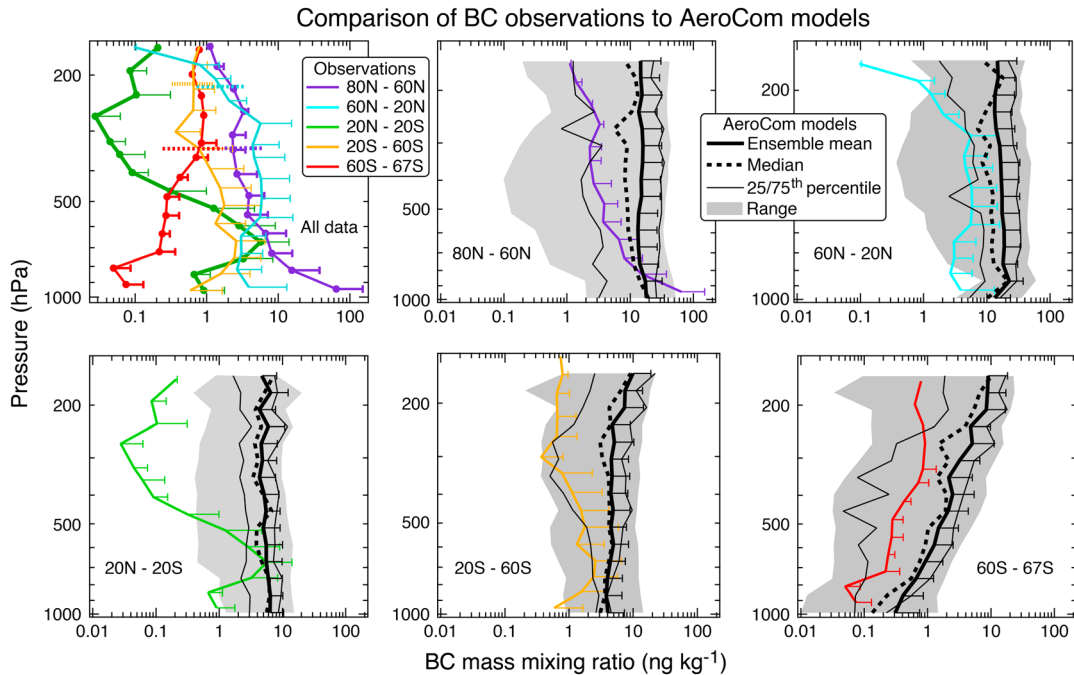 Comparison of BC observations to AeroCom models
Pressure (hPa)
200
500
1000
0.01 0.1 1 10 100
All data
Observations
80N - 60N
60N - 20N
20N - 20S
20S - 60S
60S - 67S
200
500
1000
0.01 0.1 1 10 100
80N - 60N
AeroCom models
Ensemble mean
Median
25/75th percentile
Range
200
500
1000
0.01 0.1 1 10 100
60N - 20N
200
500
1000
0.01 0.1 1 10 100
20N - 20S
200
500
1000
0.01 0.1 1 10 100
20S - 60S
200
500
1000
0.01 0.1 1 10 100
60S - 67S
BC mass mixing ratio (ng kg-1)